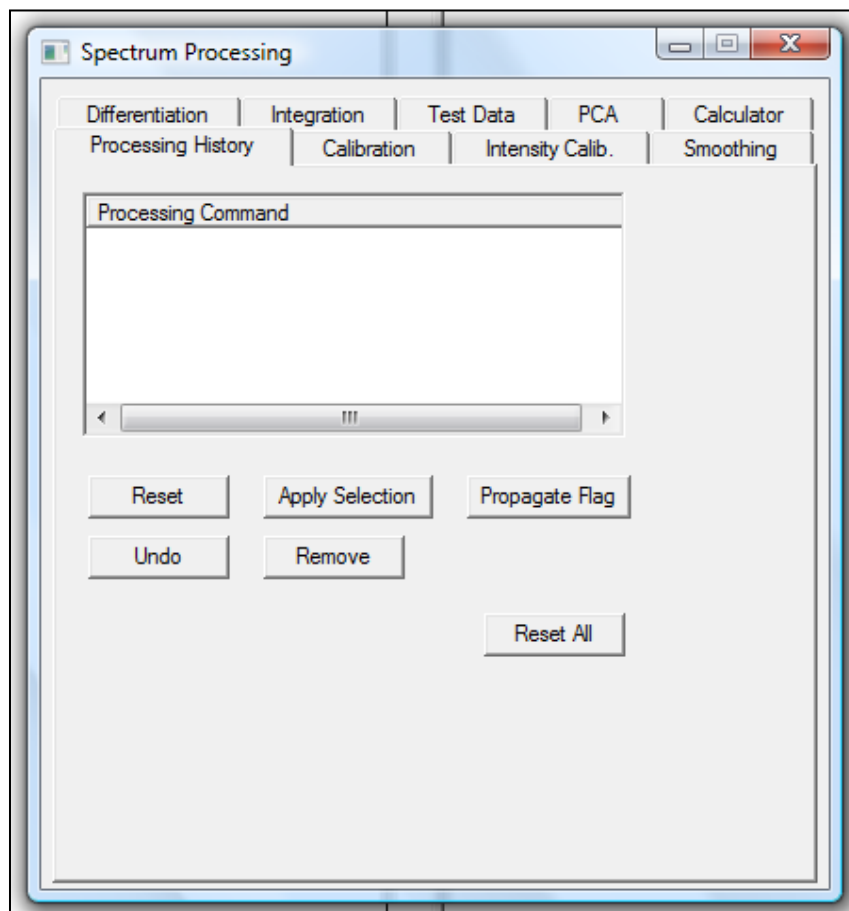 Spectrum Processing
Differentiation Integration Test Data PCA Calculator
Processing History Calibration Intensity Calib. Smoothing
Processing Command
Reset Apply Selection Propagate Flag
Undo Remove
Reset All